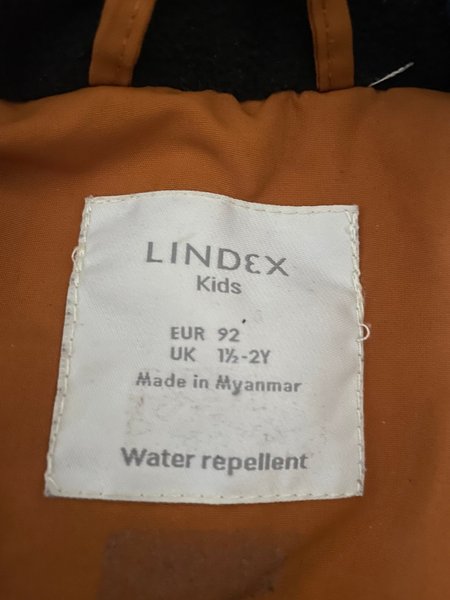 LINDEX
Kids
EUR 92
UK 1½-2Y
Made in Myanmar
Water repellent